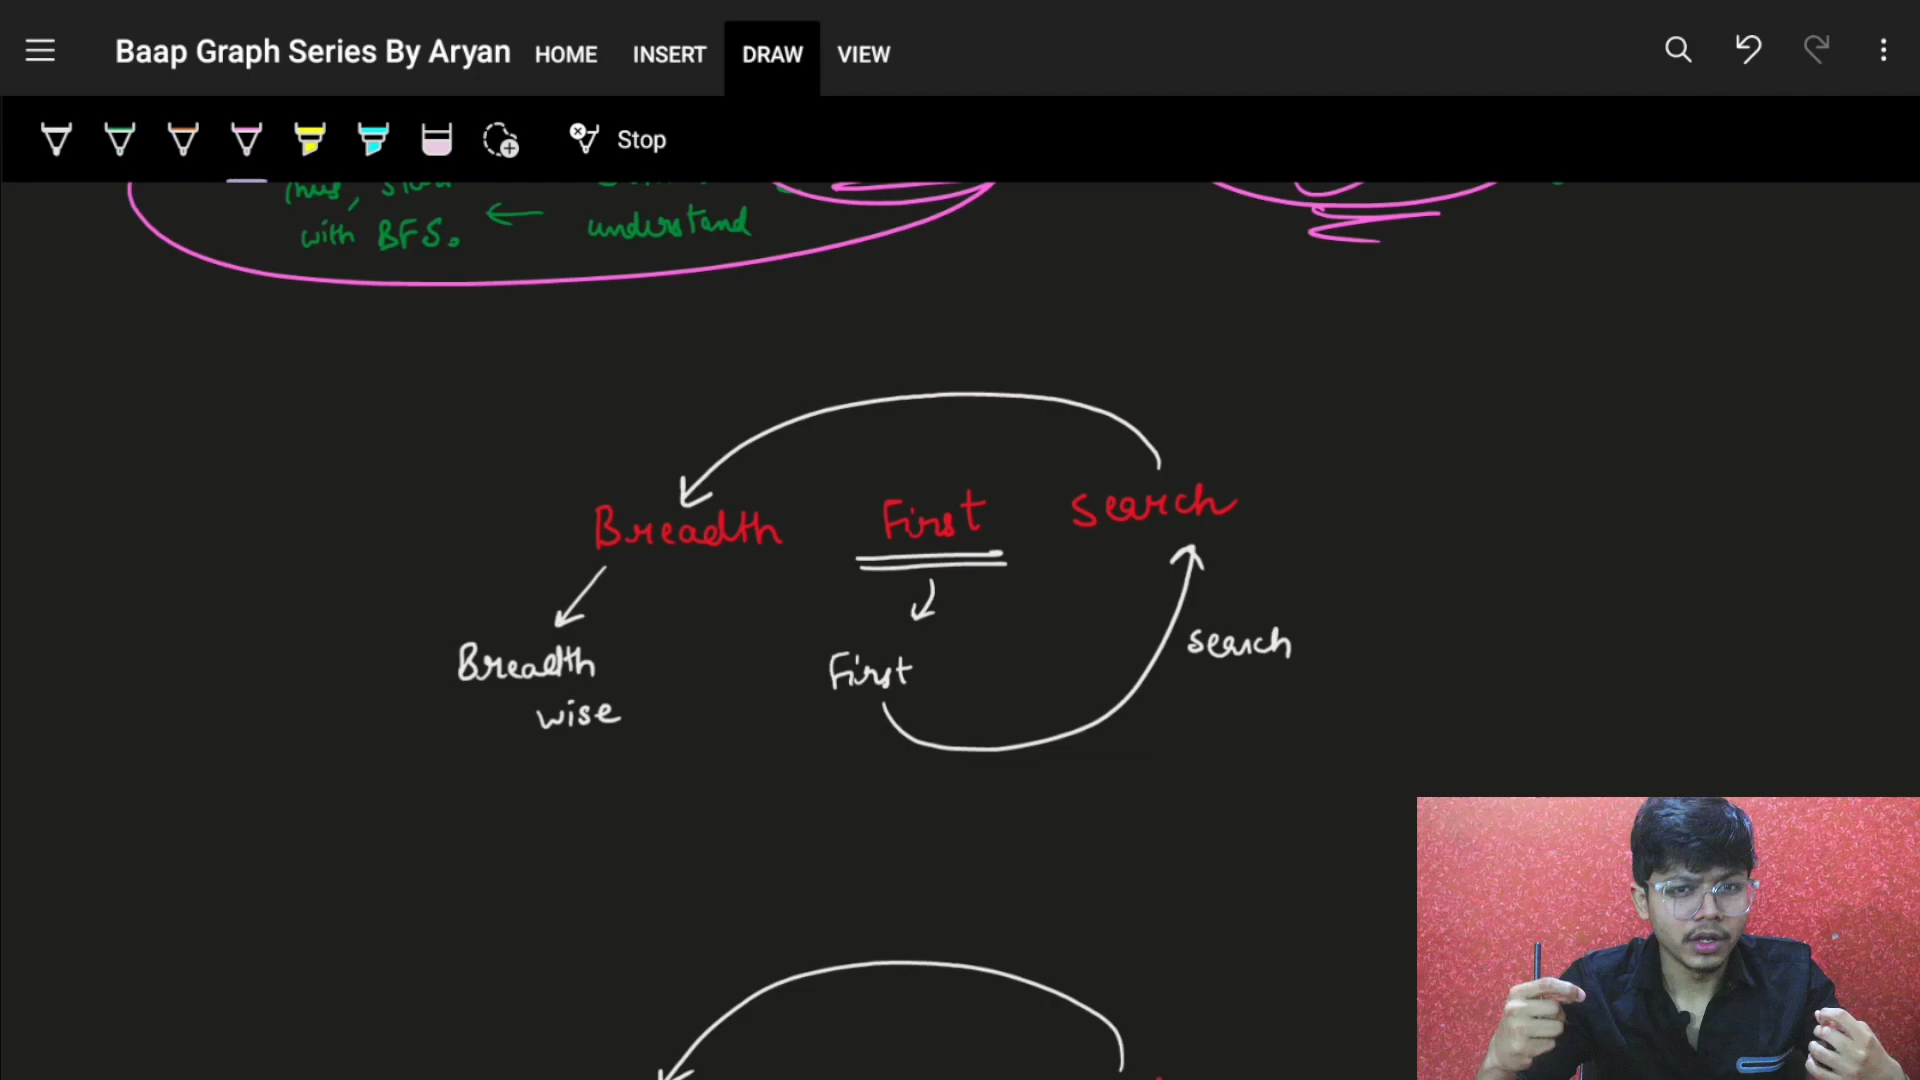 Baap Graph Series By Aryan HOME INSERT DRAW VIEW
Stop
understand
with BFS.
Breadth First Search
search
Breadth
wise
First